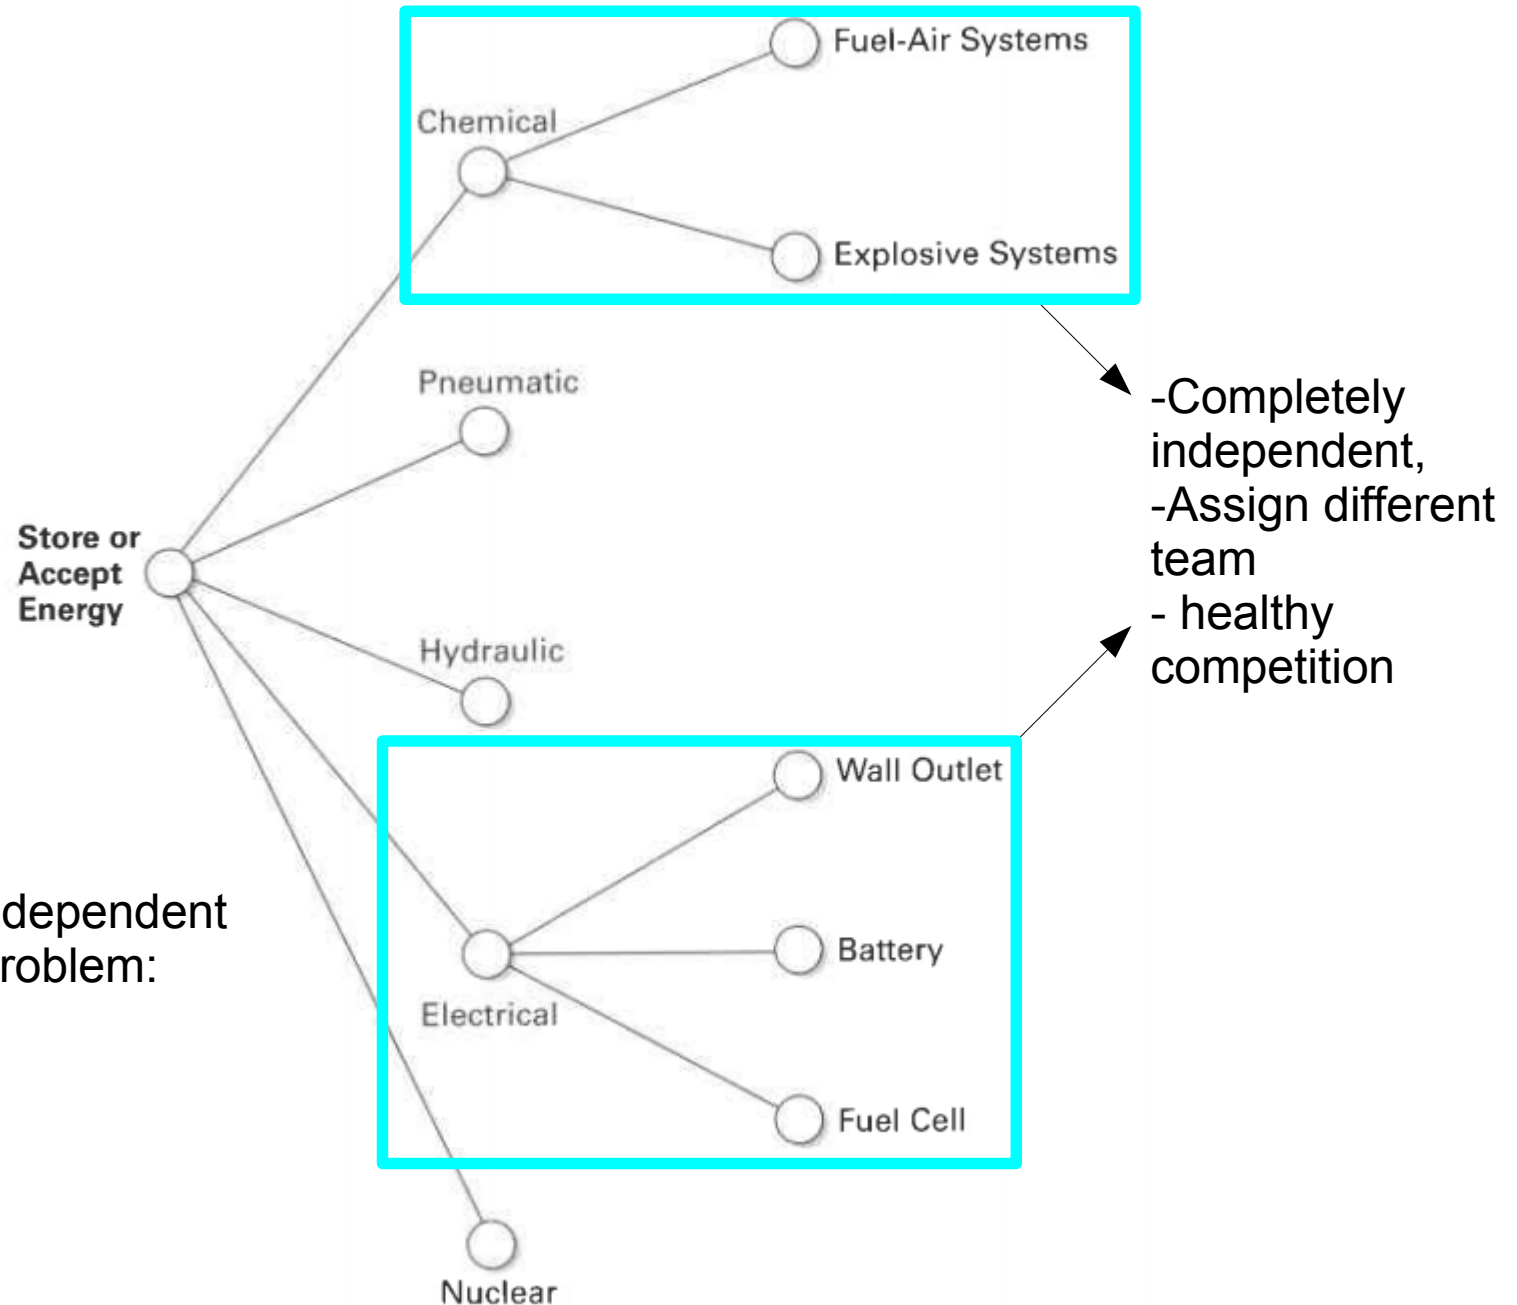 Fuel-Air Systems
Chemical
Explosive Systems
Pneumatic
-Completely
independent,
-Assign different
team
- healthy
competition
Store or
Accept
Energy
Hydraulic
Wall Outlet
dependent
roblem:
Battery
Electrical
Fuel Cell
Nuclear